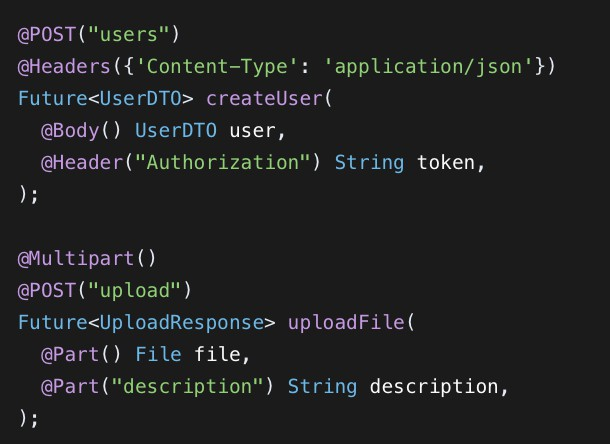 @POST("users")
@Headers({'Content-Type': 'application/json'})
Future<UserDTO> createUser(
  @Body() UserDTO user,
  @Header("Authorization") String token,
);

@Multipart()
@POST("upload")
Future<UploadResponse> uploadFile(
  @Part() File file,
  @Part("description") String description,
);